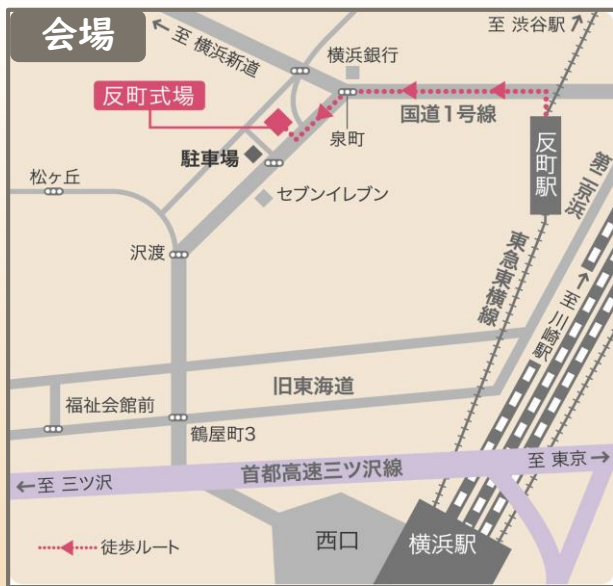 会場
← 至 横浜新道
横浜銀行
至 渋谷駅 ↗
反町式場
国道1号線
泉町
反町駅
駐車場
第二京浜
松ヶ丘
セブンイレブン
沢渡
東急東横線
↑ 至 川崎駅
旧東海道
福祉会館前
鶴屋町3
首都高速三ツ沢線
至 東京 →
← 至 三ツ沢
徒歩ルート
西口
横浜駅